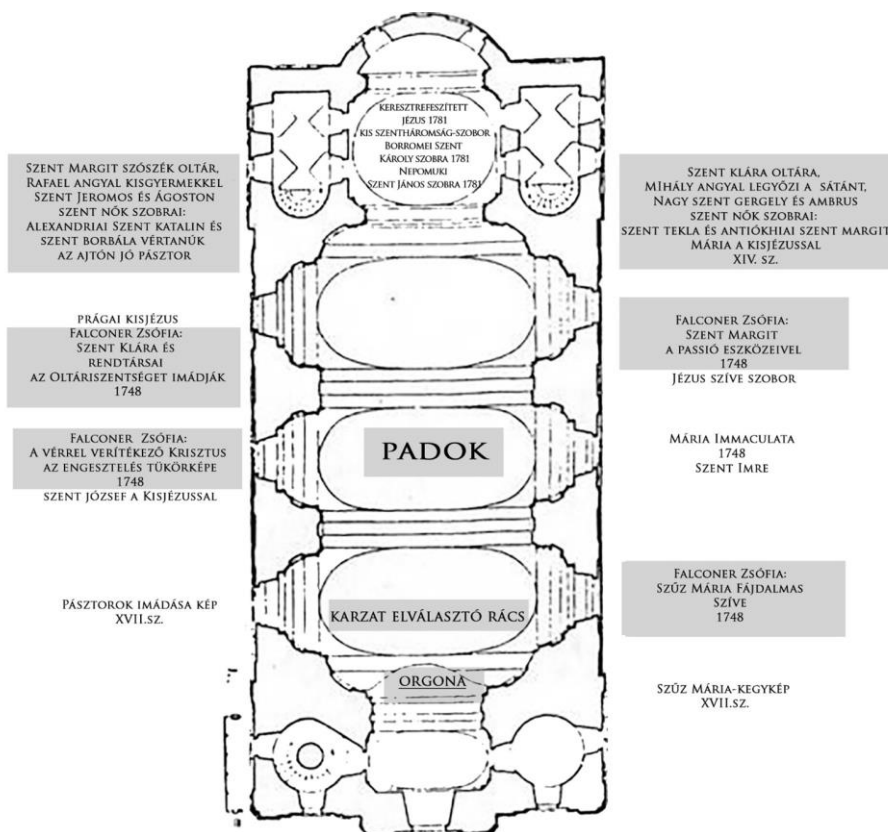 KERESZTREFESZÍTETT
JÉZUS 1781
KIS SZENTHÁROMSÁG-SZOBOR
BORROMEI SZENT
KÁROLY SZOBRA 1781
NEPOMUKI
SZENT JÁNOS SZOBRA 1781
SZENT MARGIT SZÓSZÉK OLTÁR,
RAFAEL ANGYAL KISGYERMEKKEL
SZENT JEROMOS ÉS ÁGOSTON
SZENT NŐK SZOBRAI:
ALEXANDRIAI SZENT KATALIN ÉS
SZENT BORBÁLA VÉRTANÚK
AZ AJTÓN JÓ PÁSZTOR
SZENT KLÁRA OLTÁRA,
MIHÁLY ANGYAL LEGYŐZI A SÁTÁNT,
NAGY SZENT GERGELY ÉS AMBRUS
SZENT NŐK SZOBRAI:
SZENT TEKLA ÉS ANTIÓKHIAI SZENT MARGIT
MÁRIA A KISJÉZUSSAL
XIV. SZ.
PRÁGAI KISJÉZUS
FALCONER ZSÓFIA:
SZENT KLÁRA ÉS
RENDTÁRSAI
AZ OLTÁRISZENTSÉGET IMÁDJÁK
1748
FALCONER ZSÓFIA:
SZENT MARGIT
A PASSIÓ ESZKÖZEIVEL
1748
JÉZUS SZÍVE SZOBOR
FALCONER ZSÓFIA:
A VÉRREL VERÍTÉKEZŐ KRISZTUS
AZ ENGESZTELÉS TÜKÖRKÉPE
1748
SZENT JÓZSEF A KISJÉZUSSAL
PADOK
MÁRIA IMMACULATA
1748
SZENT IMRE
PÁSZTOROK IMÁDÁSA KÉP
XVII.SZ.
KARZAT ELVÁLASZTÓ RÁCS
FALCONER ZSÓFIA:
SZŰZ MÁRIA FÁJDALMAS
SZÍVE
1748
ORGONA
SZŰZ MÁRIA-KEGYKÉP
XVII.SZ.